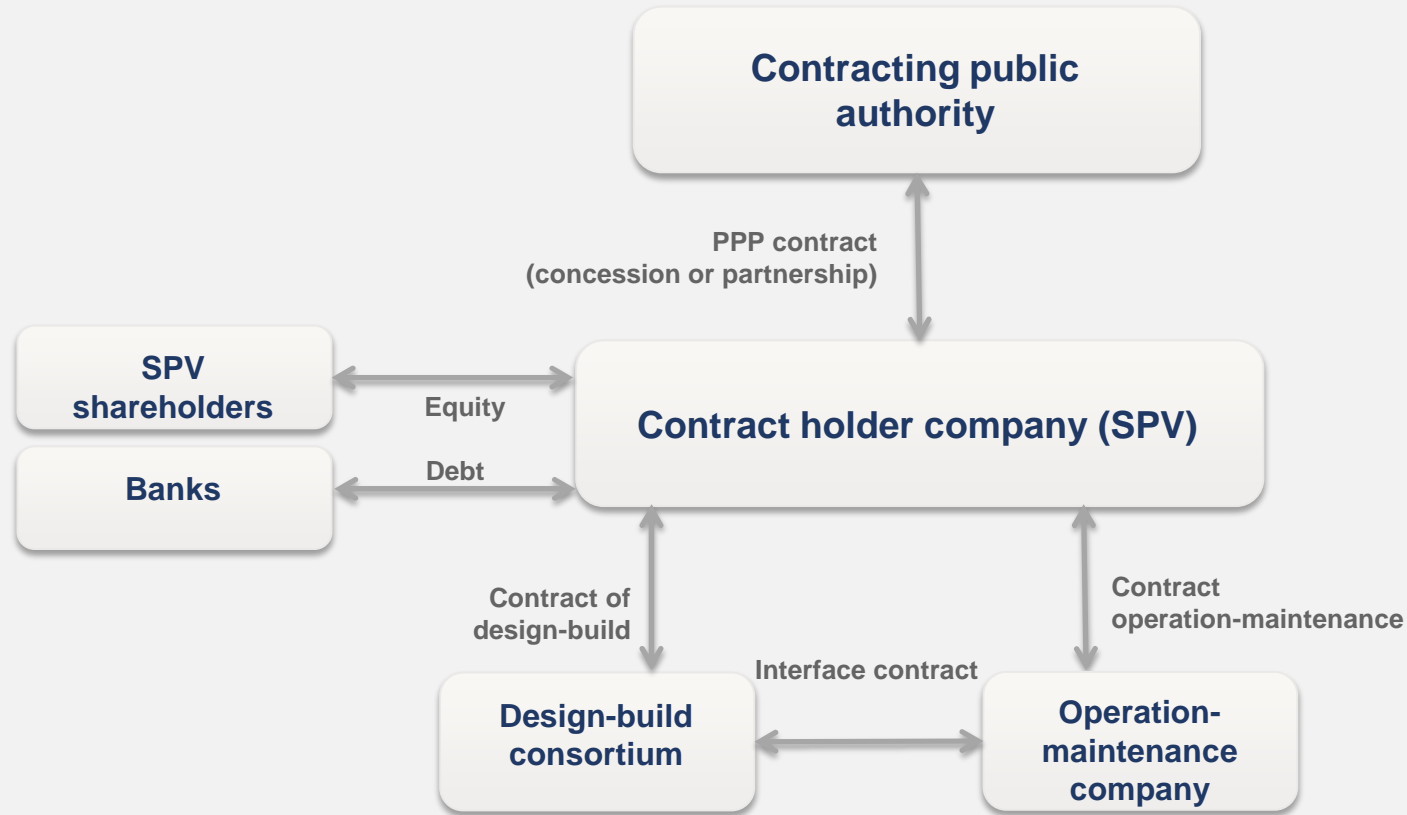 Contracting public
authority
PPP contract
(concession or partnership)
SPV
shareholders
Equity
Contract holder company (SPV)
Banks
Debt
Contract of
design-build
Contract
operation-maintenance
Interface contract
Design-build
consortium
Operation-
maintenance
company